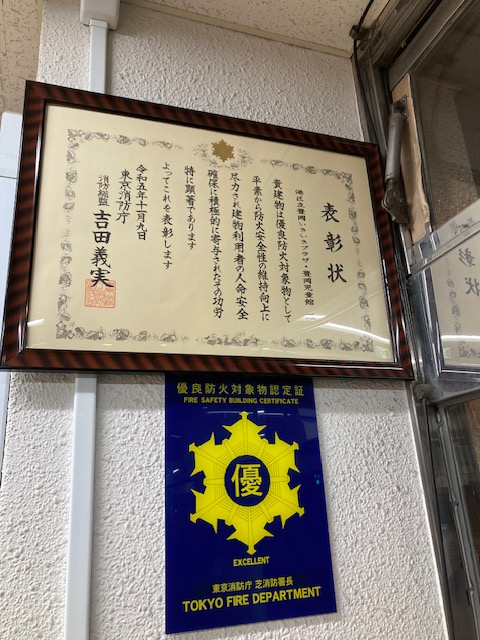 表彰状
港区立豊岡いきいきプラザ・豊岡児童館
貴建物は優良防火対象物として
平素から防火安全性の維持向上に
尽力され建物利用者の人命安全
確保に積極的に寄与されたその功労
特に顕著であります
よってこれを表彰します
令和五年十一月九日
東京消防庁
消防総監 吉田義実
優良防火対象物認定証
FIRE SAFETY BUILDING CERTIFICATE
優
EXCELLENT
東京消防庁 芝消防署長
TOKYO FIRE DEPARTMENT